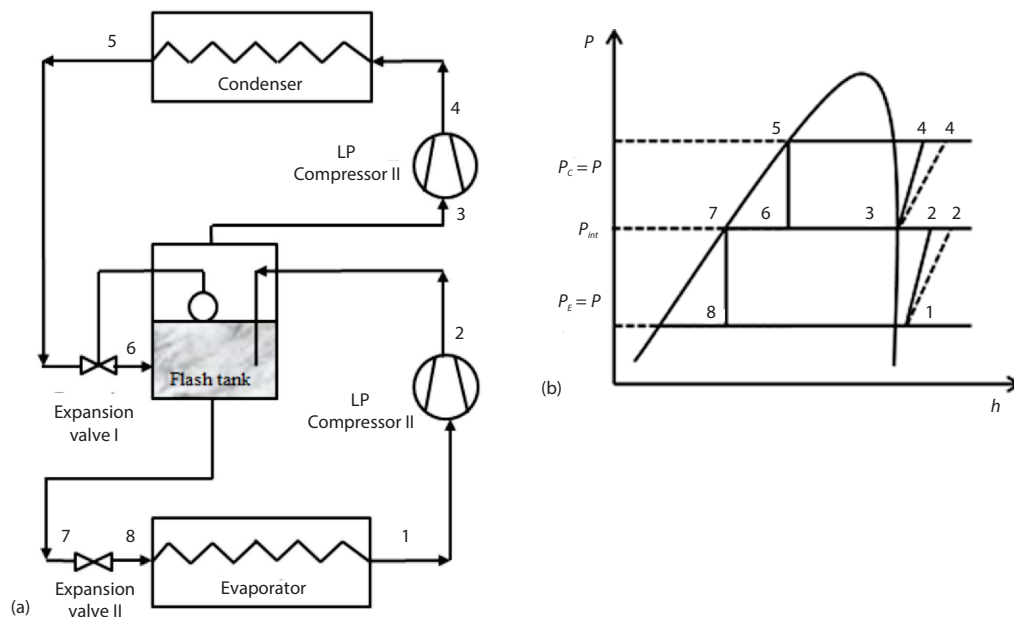 5
Condenser
4
LP
Compressor II
3
6
Flash tank
Expansion
valve I
2
LP
Compressor II
7
8
1
Evaporator
Expansion
valve II
(a)
P
5
4
4
P_C = P
7
6
3
2
2
P_int
P_E = P
8
1
h
(b)